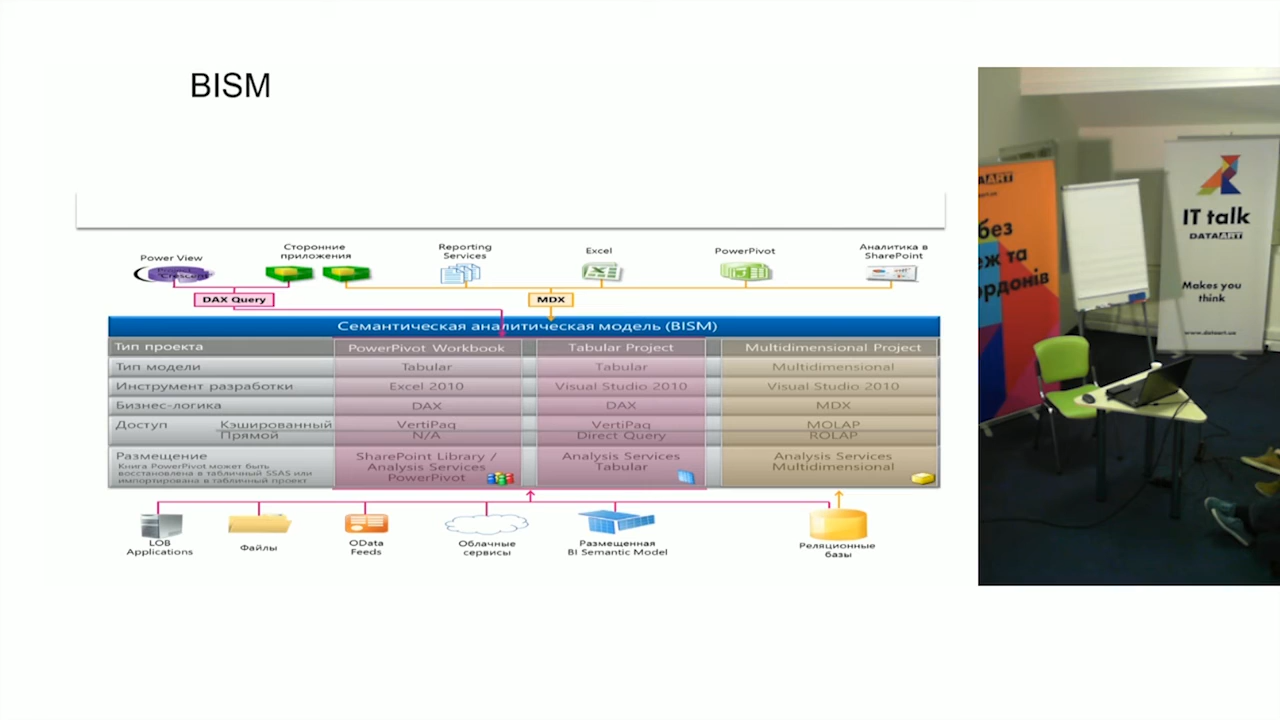 BISM
Power View
Сторонние
приложения
Reporting
Services
Excel
PowerPivot
Аналитика в
SharePoint
DAX Query
MDX
Семантическая аналитическая модель (BISM)
Тип проекта PowerPivot Workbook Tabular Project Multidimensional Project
Тип модели Tabular Tabular Multidimensional
Инструмент разработки Excel 2010 Visual Studio 2010 Visual Studio 2010
Бизнес-логика DAX DAX MDX
Доступ Кэшированный VertiPaq VertiPaq MOLAP
Прямой N/A Direct Query ROLAP
Размещение
Книга PowerPivot может быть
восстановлена в табличный SSAS или
импортирована в табличный проект
SharePoint Library /
Analysis Services
PowerPivot
Analysis Services
Tabular
Analysis Services
Multidimensional
LOB
Applications
Файлы
OData
Feeds
Облачные
сервисы
Размещенная
BI Semantic Model
Реляционные
базы
без
ж та
рдонів
IT talk
DATAART
Makes you
think
www.dataart.ua